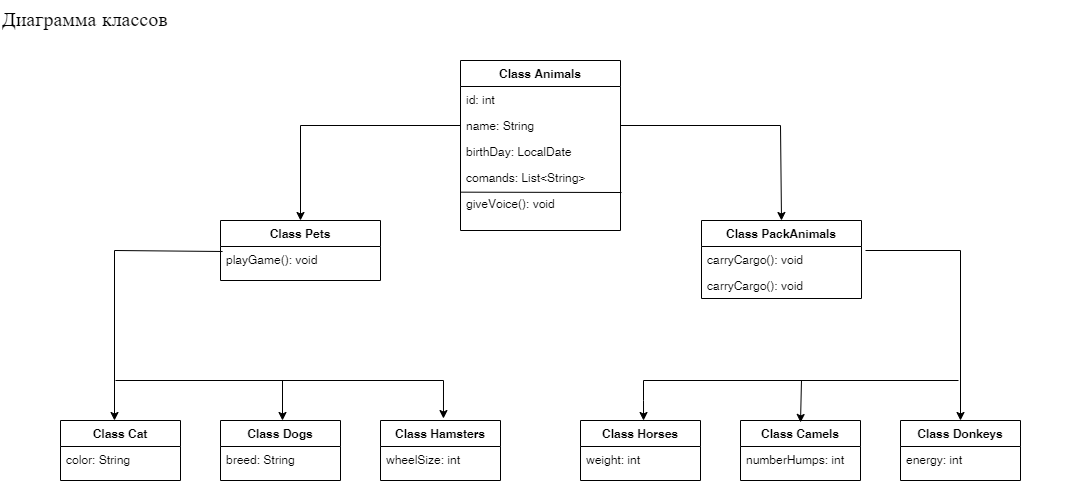 Диаграмма классов
Class Animals
id: int
name: String
birthDay: LocalDate
comands: List<String>
giveVoice(): void
Class Pets
playGame(): void
Class PackAnimals
carryCargo(): void
carryCargo(): void
Class Cat
color: String
Class Dogs
breed: String
Class Hamsters
wheelSize: int
Class Horses
weight: int
Class Camels
numberHumps: int
Class Donkeys
energy: int